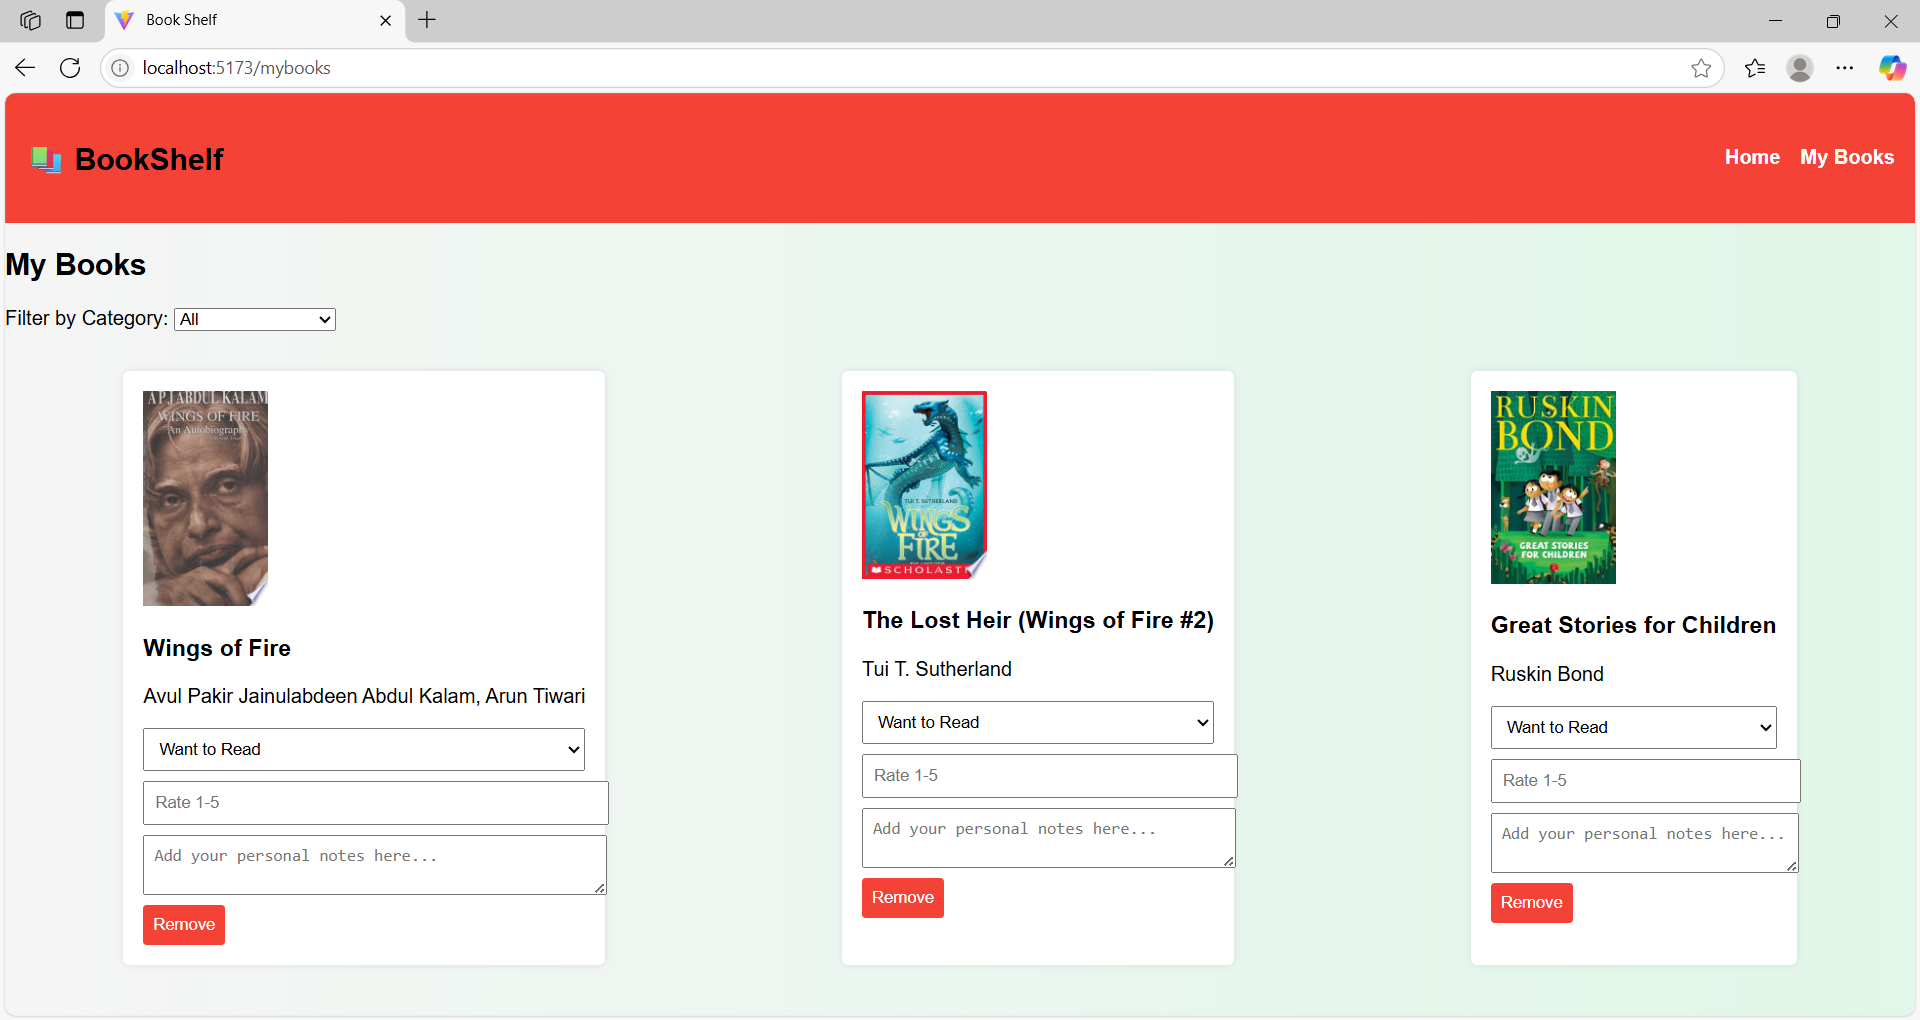 Book Shelf
localhost:5173/mybooks
📚 BookShelf
Home
My Books
My Books
Filter by Category: All
A P J ABDUL KALAM
WINGS OF FIRE
An Autobiography
Wings of Fire
Avul Pakir Jainulabdeen Abdul Kalam, Arun Tiwari
Want to Read
Rate 1-5
Add your personal notes here...
Remove
TUI T. SUTHERLAND
WINGS
OF
FIRE
SCHOLASTI
The Lost Heir (Wings of Fire #2)
Tui T. Sutherland
Want to Read
Rate 1-5
Add your personal notes here...
Remove
RUSKIN
BOND
GREAT STORIES
FOR CHILDREN
Great Stories for Children
Ruskin Bond
Want to Read
Rate 1-5
Add your personal notes here...
Remove